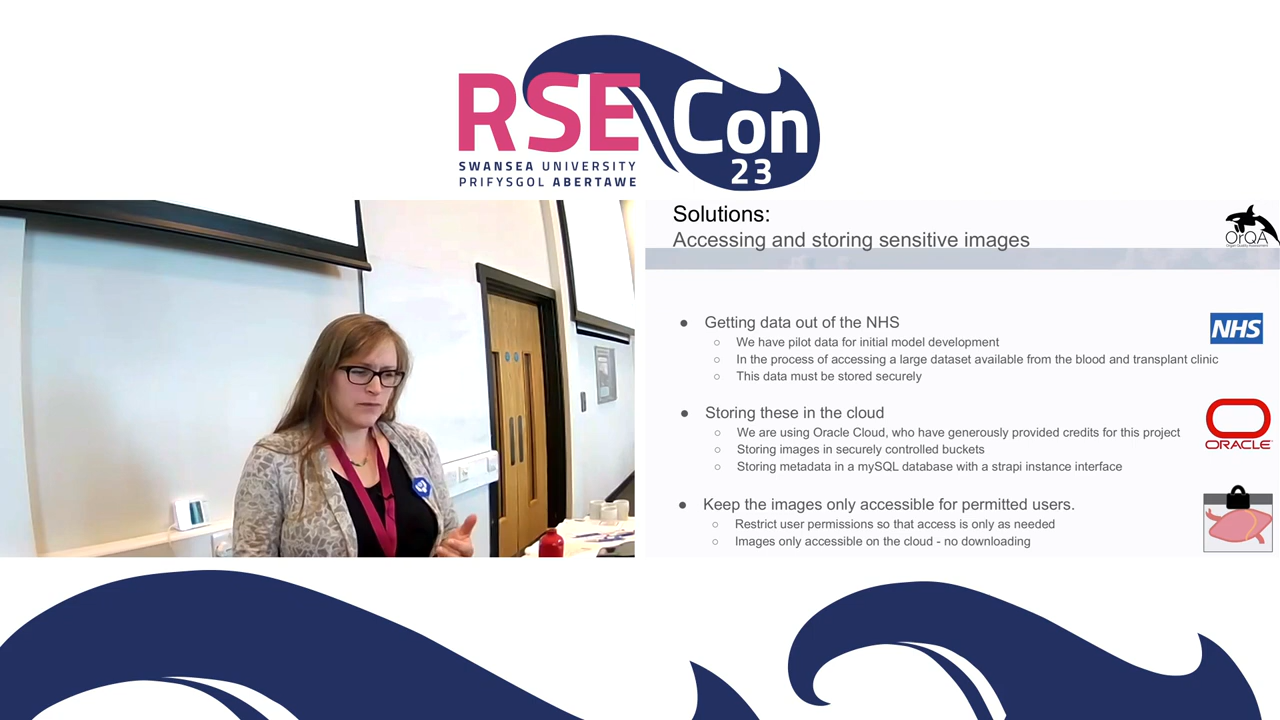 RSE Con
23
SWANSEA UNIVERSITY
PRIFYSGOL ABERTAWE
Solutions:
Accessing and storing sensitive images
OrQA
● Getting data out of the NHS
○ We have pilot data for initial model development
○ In the process of accessing a large dataset available from the blood and transplant clinic
○ This data must be stored securely
NHS
● Storing these in the cloud
○ We are using Oracle Cloud, who have generously provided credits for this project
○ Storing images in securely controlled buckets
○ Storing metadata in a mySQL database with a strapi instance interface
ORACLE
● Keep the images only accessible for permitted users.
○ Restrict user permissions so that access is only as needed
○ Images only accessible on the cloud - no downloading